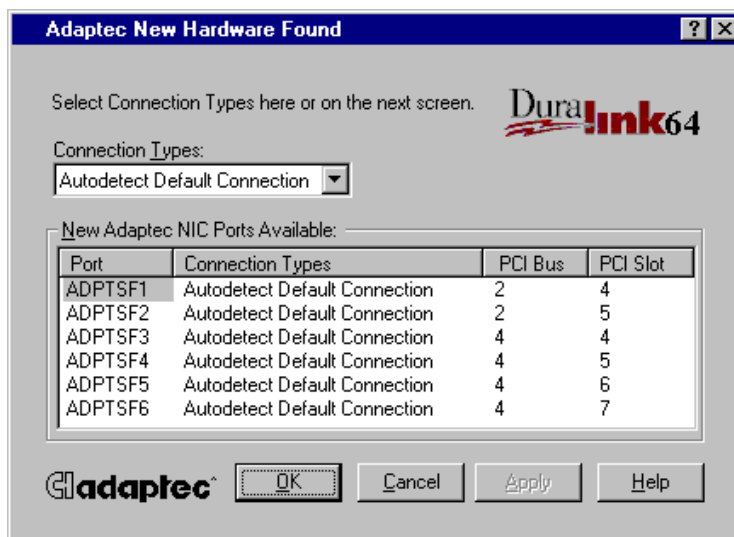 Adaptec New Hardware Found
Select Connection Types here or on the next screen.
Duralink64
Connection Types:
Autodetect Default Connection
New Adaptec NIC Ports Available:
Port Connection Types PCI Bus PCI Slot
ADPTSF1 Autodetect Default Connection 2 4
ADPTSF2 Autodetect Default Connection 2 5
ADPTSF3 Autodetect Default Connection 4 4
ADPTSF4 Autodetect Default Connection 4 5
ADPTSF5 Autodetect Default Connection 4 6
ADPTSF6 Autodetect Default Connection 4 7
adaptec OK Cancel Apply Help